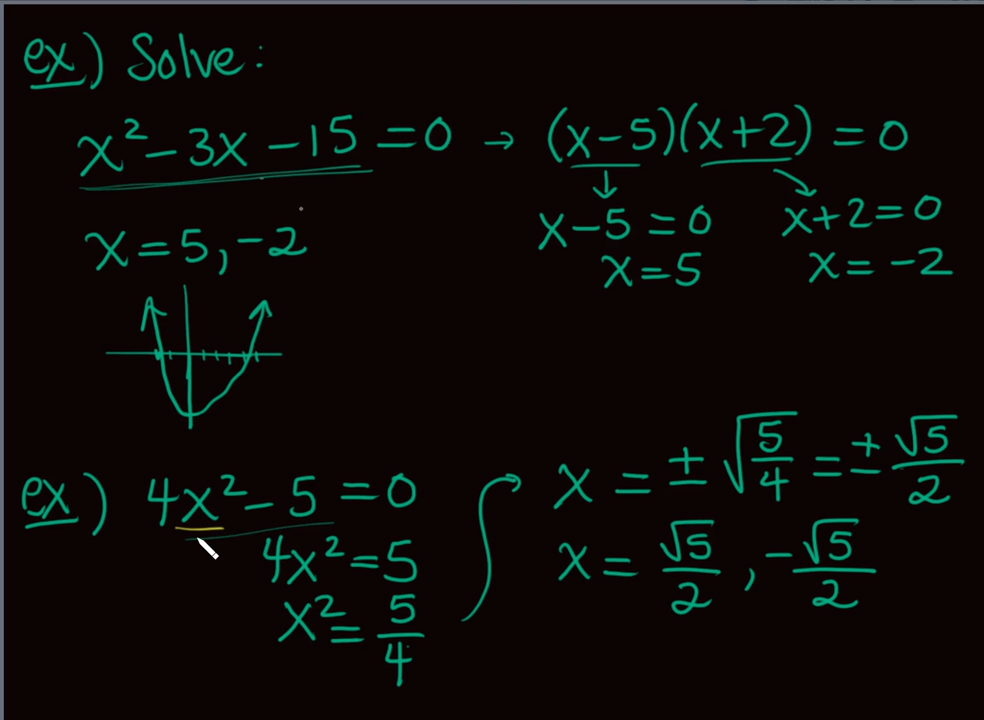 ex) Solve:
x² - 3x - 15 = 0 → (x-5)(x+2) = 0
x = 5, -2
x-5 = 0
x = 5
x+2 = 0
x = -2
ex) 4x² - 5 = 0
4x² = 5
x² = 5/4
x = ± √(5/4) = ± √5/2
x = √5/2, -√5/2